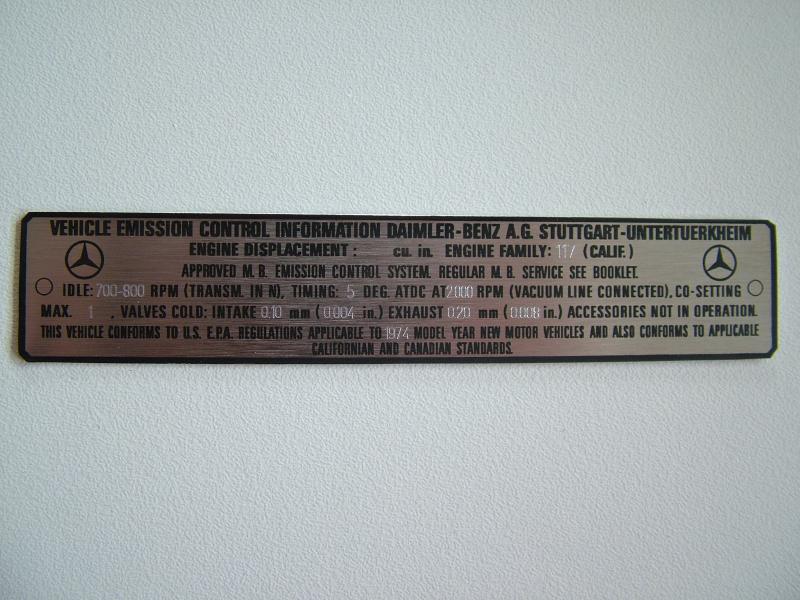 VEHICLE EMISSION CONTROL INFORMATION DAIMLER-BENZ A.G. STUTTGART-UNTERTUERKHEIM
ENGINE DISPLACEMENT : cu. in. ENGINE FAMILY: 117 (CALIF.)
APPROVED M. B. EMISSION CONTROL SYSTEM. REGULAR M. B. SERVICE SEE BOOKLET.
IDLE: 700-800 RPM (TRANSM. IN N), TIMING: 5 DEG. ATDC AT 2000 RPM (VACUUM LINE CONNECTED), CO-SETTING
MAX. 1 , VALVES COLD: INTAKE 0.10 mm ( 0.004 in.) EXHAUST 0.20 mm ( 0.008 in.) ACCESSORIES NOT IN OPERATION.
THIS VEHICLE CONFORMS TO U.S. E.P.A. REGULATIONS APPLICABLE TO 1974 MODEL YEAR NEW MOTOR VEHICLES AND ALSO CONFORMS TO APPLICABLE
CALIFORNIAN AND CANADIAN STANDARDS.